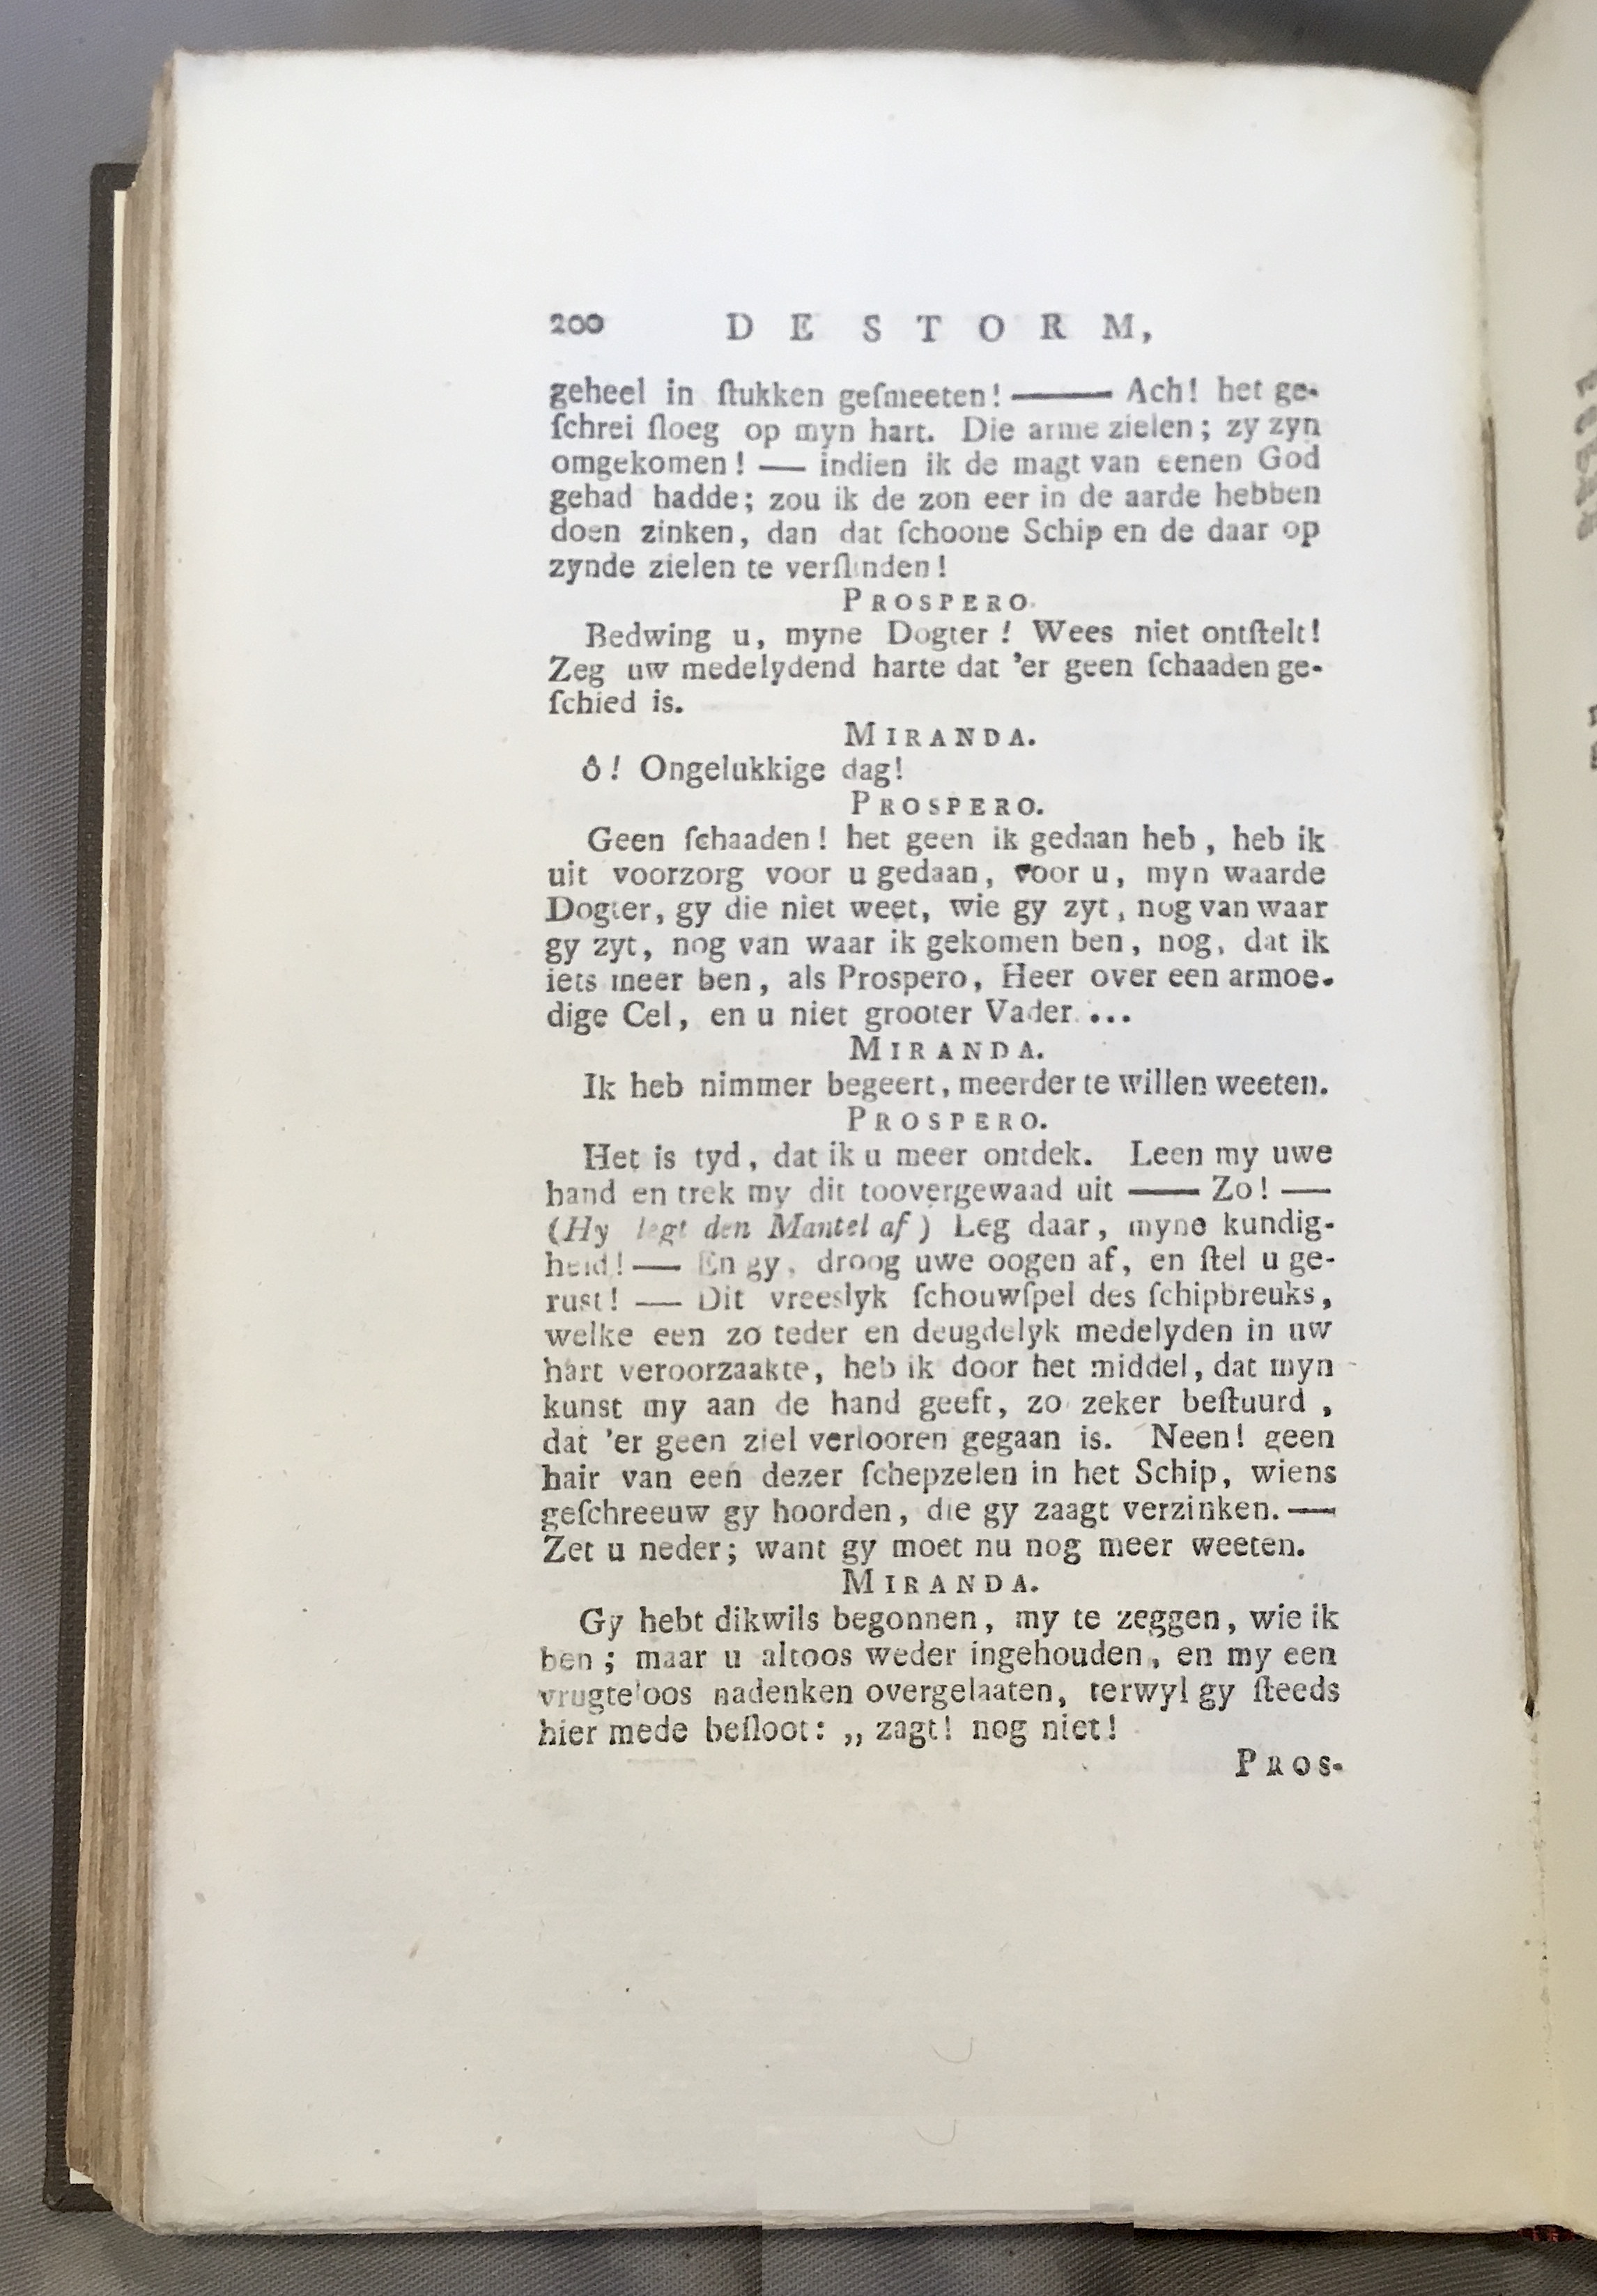 200 DE STORM,
geheel in ſtukken geſmeeten! —— Ach! het ge-
ſchrei ſloeg op myn hart. Die arme zielen; zy zyn
omgekomen! — indien ik de magt van eenen God
gehad hadde; zou ik de zon eer in de aarde hebben
doen zinken, dan dat ſchoone Schip en de daar op
zynde zielen te verſlinden!
PROSPERO.
Bedwing u, myne Dogter! Wees niet ontſtelt!
Zeg uw medelydend harte dat 'er geen ſchaaden ge-
ſchied is.
MIRANDA.
ô! Ongelukkige dag!
PROSPERO.
Geen ſchaaden! het geen ik gedaan heb, heb ik
uit voorzorg voor u gedaan, voor u, myn waarde
Dogter, gy die niet weet, wie gy zyt, nog van waar
gy zyt, nog van waar ik gekomen ben, nog, dat ik
iets meer ben, als Prospero, Heer over een armoe-
dige Cel, en u niet grooter Vader ...
MIRANDA.
Ik heb nimmer begeert, meerder te willen weeten.
PROSPERO.
Het is tyd, dat ik u meer ontdek. Leen my uwe
hand en trek my dit toovergewaad uit —— Zo! —
(Hy legt den Mantel af) Leg daar, myne kundig-
heid! — En gy, droog uwe oogen af, en ſtel u ge-
rust! — Dit vreeslyk ſchouwſpel des ſchipbreuks,
welke een zo teder en deugdelyk medelyden in uw
hart veroorzaakte, heb ik door het middel, dat myn
kunst my aan de hand geeft, zo zeker beſtuurd,
dat 'er geen ziel verlooren gegaan is. Neen! geen
hair van een dezer ſchepzelen in het Schip, wiens
geſchreeuw gy hoorden, die gy zaagt verzinken. —
Zet u neder; want gy moet nu nog meer weeten.
MIRANDA.
Gy hebt dikwils begonnen, my te zeggen, wie ik
ben; maar u altoos weder ingehouden, en my een
vrugteloos nadenken overgelaaten, terwyl gy ſteeds
hier mede beſloot: „ zagt! nog niet!
PROS-